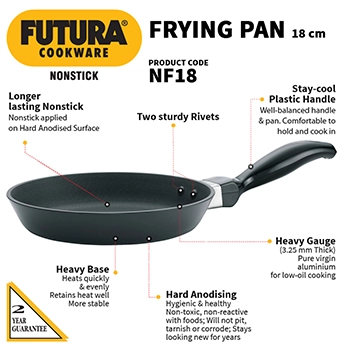 FUTURA®
COOKWARE
NONSTICK
FRYING PAN 18 cm
PRODUCT CODE
NF18
Longer
lasting Nonstick
Nonstick applied
on Hard Anodised Surface
Two sturdy Rivets
Stay-cool
Plastic Handle
Well-balanced handle
& pan. Comfortable to
hold and cook in
Heavy Gauge
(3.25 mm Thick)
Pure virgin
aluminium
for low-oil cooking
Heavy Base
Heats quickly
& evenly
Retains heat well
More stable
Hard Anodising
Hygienic & healthy
Non-toxic, non-reactive
with foods; Will not pit,
tarnish or corrode; Stays
looking new for years
2
YEAR
GUARANTEE